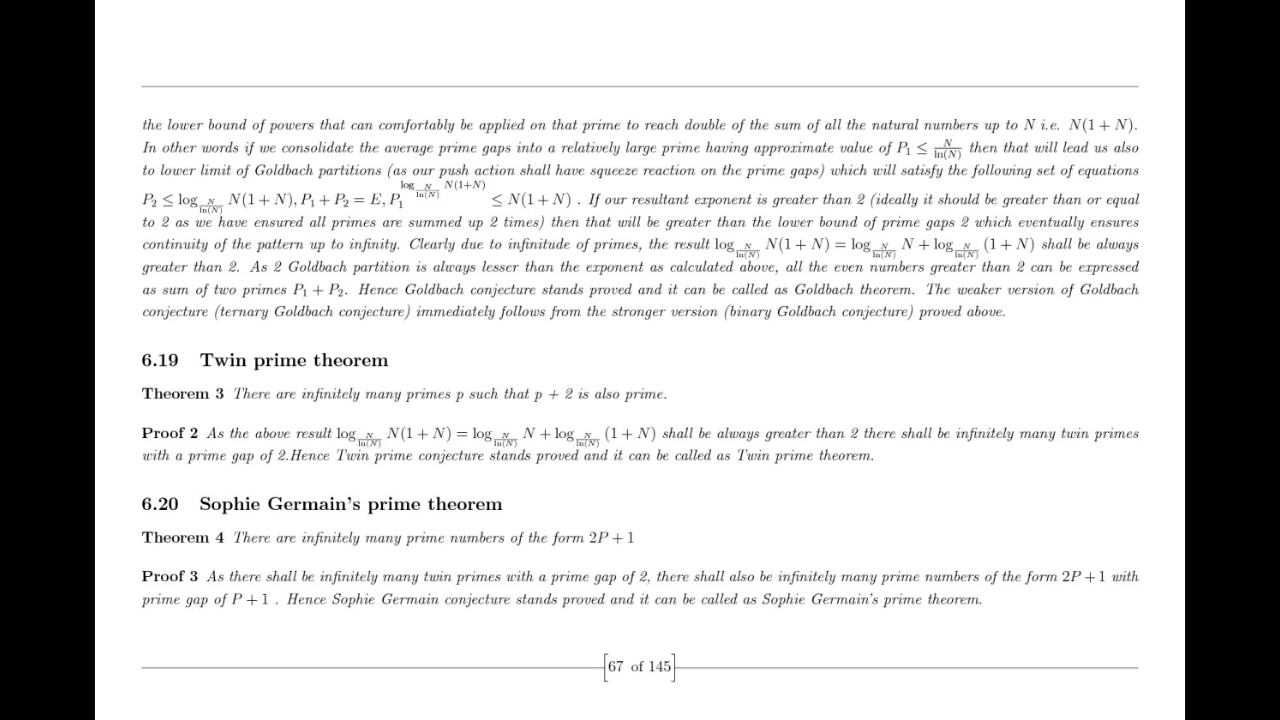 the lower bound of powers that can comfortably be applied on that prime to reach double of the sum of all the natural numbers up to N i.e. N(1 + N).
In other words if we consolidate the average prime gaps into a relatively large prime having approximate value of P₁ ≤ N/ln(N) then that will lead us also
to lower limit of Goldbach partitions (as our push action shall have squeeze reaction on the prime gaps) which will satisfy the following set of equations
P₂ ≤ log_{N/ln(N)} N(1 + N), P₁ + P₂ = E, P₁^{log_{N/ln(N)} N(1+N)} ≤ N(1 + N) . If our resultant exponent is greater than 2 (ideally it should be greater than or equal
to 2 as we have ensured all primes are summed up 2 times) then that will be greater than the lower bound of prime gaps 2 which eventually ensures
continuity of the pattern up to infinity. Clearly due to infinitude of primes, the result log_{N/ln(N)} N(1 + N) = log_{N/ln(N)} N + log_{N/ln(N)} (1 + N) shall be always
greater than 2. As 2 Goldbach partition is always lesser than the exponent as calculated above, all the even numbers greater than 2 can be expressed
as sum of two primes P₁ + P₂. Hence Goldbach conjecture stands proved and it can be called as Goldbach theorem. The weaker version of Goldbach
conjecture (ternary Goldbach conjecture) immediately follows from the stronger version (binary Goldbach conjecture) proved above.
6.19 Twin prime theorem
Theorem 3 There are infinitely many primes p such that p + 2 is also prime.
Proof 2 As the above result log_{N/ln(N)} N(1 + N) = log_{N/ln(N)} N + log_{N/ln(N)} (1 + N) shall be always greater than 2 there shall be infinitely many twin primes
with a prime gap of 2.Hence Twin prime conjecture stands proved and it can be called as Twin prime theorem.
6.20 Sophie Germain's prime theorem
Theorem 4 There are infinitely many prime numbers of the form 2P + 1
Proof 3 As there shall be infinitely many twin primes with a prime gap of 2, there shall also be infinitely many prime numbers of the form 2P + 1 with
prime gap of P + 1 . Hence Sophie Germain conjecture stands proved and it can be called as Sophie Germain's prime theorem.
[67 of 145]